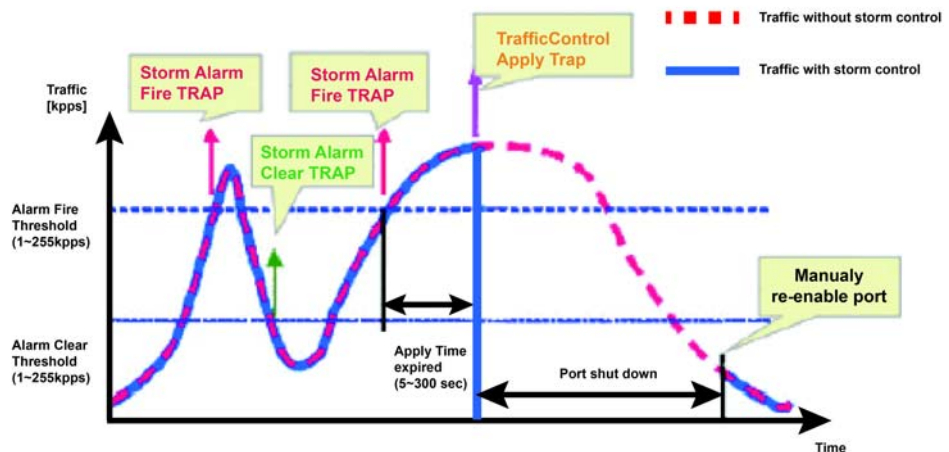 Traffic without storm control
Traffic with storm control
TrafficControl
Apply Trap
Storm Alarm
Fire TRAP
Storm Alarm
Fire TRAP
Storm Alarm
Clear TRAP
Traffic
[kpps]
Alarm Fire
Threshold
(1~255kpps)
Alarm Clear
Threshold
(1~255kpps)
Apply Time
expired
(5~300 sec)
Port shut down
Manualy
re-enable port
Time